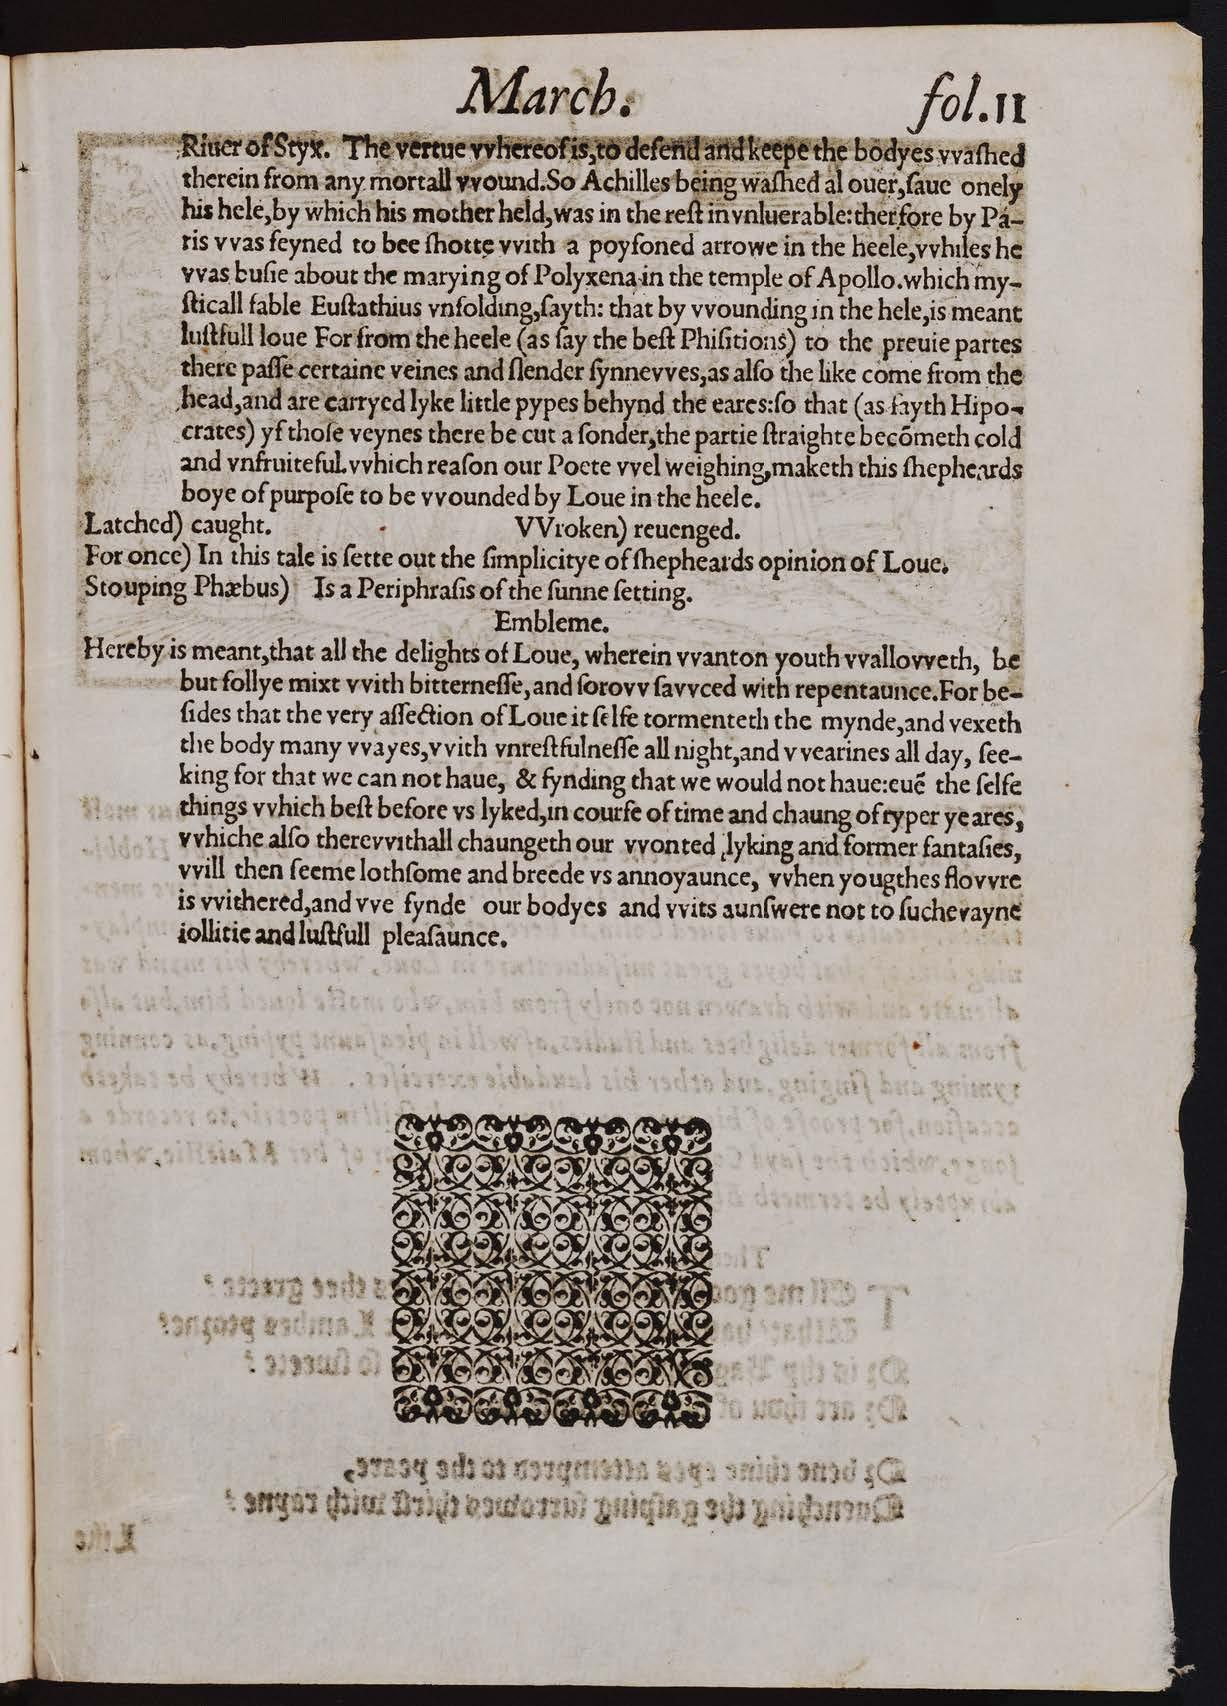 March. fol. 11
Riuer of Styx. The vertue vvhereof is, to defend and keepe the bodyes vvaſhed
therein from any mortall vvound. So Achilles being waſhed al ouer, ſaue onely
his hele, by which his mother held, was in the reſt invnluerable: therfore by Pa-
ris vvas feyned to bee ſhotte vvith a poyſoned arrowe in the heele, vvhiles he
vvas buſie about the marying of Polyxena in the temple of Apollo. which my-
ſticall fable Euſtathius vnfolding, ſayth: that by vvounding in the hele, is meant
luſtfull loue For from the heele (as ſay the beſt Phiſitions) to the preuie partes
there paſſe certaine veines and ſlender ſynnevves, as alſo the like come from the
head, and are carryed lyke little pypes behynd the eares: ſo that (as ſayth Hipo-
crates) yf thoſe veynes there be cut a ſonder, the partie ſtraighte becōmeth cold
and vnfruiteful. vvhich reaſon our Poete vvel weighing, maketh this ſhepheards
boye of purpoſe to be vvounded by Loue in the heele.
Latched) caught. VVroken) reuenged.
For once) In this tale is ſette out the ſimplicitye of ſhepheards opinion of Loue.
Stouping Phæbus) Is a Periphraſis of the ſunne ſetting.
Embleme.
Hereby is meant, that all the delights of Loue, wherein vvanton youth vvallovveth, be
but follye mixt vvith bitterneſſe, and ſorovv ſavvced with repentaunce. For be-
ſides that the very affection of Loue it ſelfe tormenteth the mynde, and vexeth
the body many vvayes, vvith vnreſtfulneſſe all night, and vvearines all day, ſee-
king for that we can not haue, & fynding that we would not haue: euē the ſelfe
things vvhich beſt before vs lyked, in courſe of time and chaung of ryper yeares,
vvhiche alſo therevvithall chaungeth our vvonted lyking and former fantaſies,
vvill then ſeeme lothſome and breede vs annoyaunce, vvhen yougthes flovvre
is vvithered, and vve fynde our bodyes and vvits aunſwere not to ſuche vayne
iollitie and luſtfull pleaſaunce.